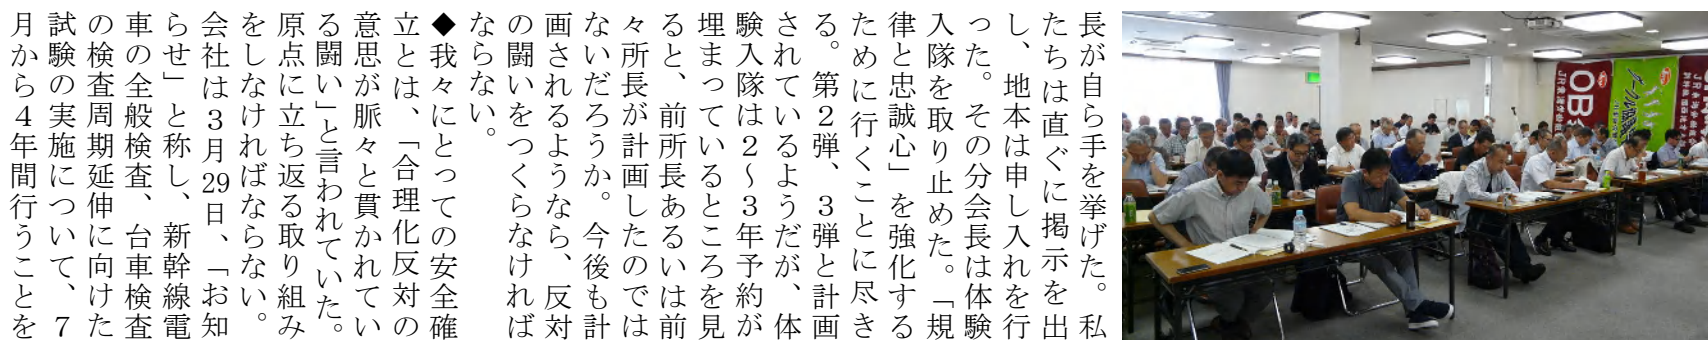 長が自ら手を挙げた。私
たちは直ぐに掲示を出
し、地本は申し入れを行
った。その分会長は体験
入隊を取り止めた。「規
律と忠誠心」を強化する
ために行くことに尽き
る。第２弾、３弾と計画
されているようだが、体
験入隊は２～３年予約が
埋まっているところを見
ると、前所長あるいは前
々所長が計画したのでは
ないだろうか。今後も計
画されるようなら、反対
の闘いをつくらなければ
ならない。
◆我々にとっての安全確
立とは、「合理化反対の
意思が脈々と貫かれてい
る闘い」と言われていた。
原点に立ち返る取り組み
をしなければならない。
会社は３月29日、「お知
らせ」と称し、新幹線電
車の全般検査、台車検査
の検査周期延伸に向けた
試験の実施について、７
月から４年間行うことを
OB